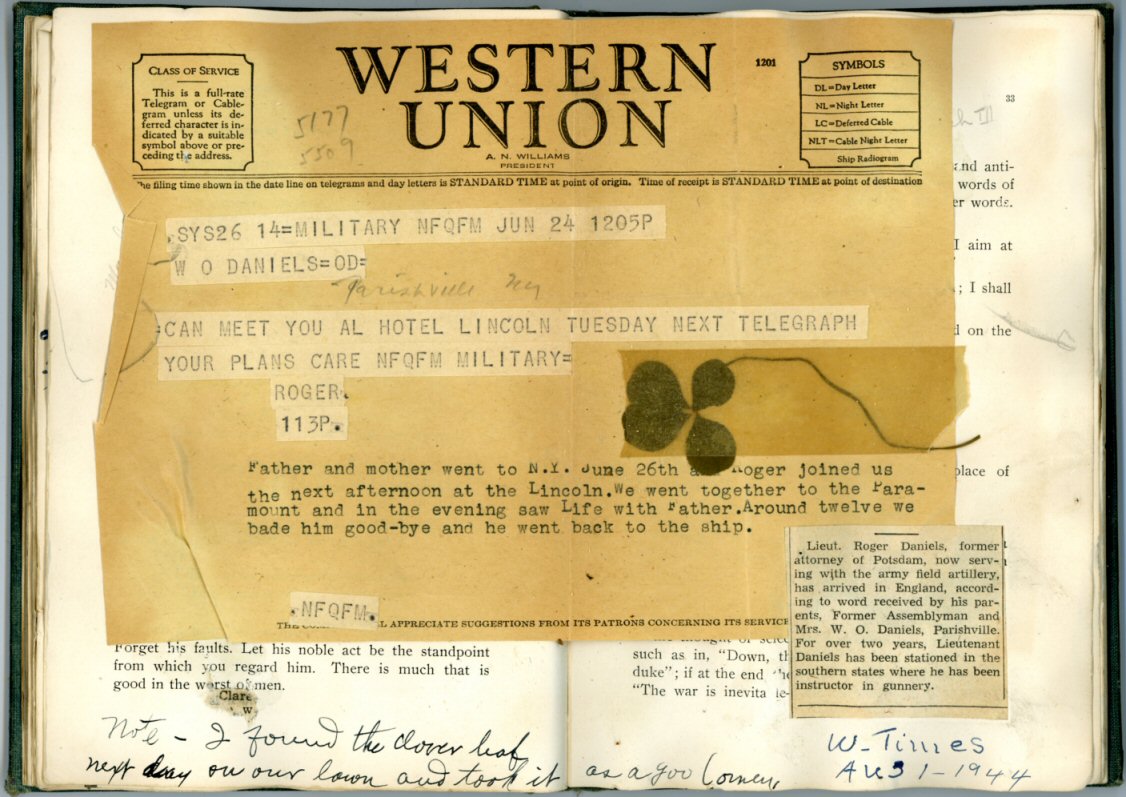 WESTERN
UNION
1201
CLASS OF SERVICE
This is a full-rate
Telegram or Cable-
gram unless its de-
ferred character is in-
dicated by a suitable
symbol above or pre-
ceding the address.
5177
5509
A. N. WILLIAMS
PRESIDENT
SYMBOLS
DL=Day Letter
NL=Night Letter
LC=Deferred Cable
NLT=Cable Night Letter
Ship Radiogram
33
The filing time shown in the date line on telegrams and day letters is STANDARD TIME at point of origin. Time of receipt is STANDARD TIME at point of destination
and anti-
words of
er words.
I aim at
; I shall
d on the
place of
.SYS26 14=MILITARY NFQFM JUN 24 1205P
W O DANIELS=OD=
Parishville Ny
=CAN MEET YOU AL HOTEL LINCOLN TUESDAY NEXT TELEGRAPH
YOUR PLANS CARE NFQFM MILITARY=
ROGER.
113P.
Father and mother went to N.Y. June 26th a Roger joined us
the next afternoon at the Lincoln.We went together to the Para-
mount and in the evening saw Life with Father.Around twelve we
bade him good-bye and he went back to the ship.
.NFQFM.
TH L APPRECIATE SUGGESTIONS FROM ITS PATRONS CONCERNING ITS SERVICE
Lieut. Roger Daniels, former
attorney of Potsdam, now serv-
ing with the army field artillery,
has arrived in England, accord-
ing to word received by his par-
ents, Former Assemblyman and
Mrs. W. O. Daniels, Parishville.
For over two years, Lieutenant
Daniels has been stationed in the
southern states where he has been
instructor in gunnery.
Forget his faults. Let his noble act be the standpoint
from which you regard him. There is much that is
good in the worst of men.
Clare
W
such as in, "Down, th
duke"; if at the end
"The war is inevita le-
Note - I found the clover leaf
next day on our lawn and took it as a good omen,
W-Times
Aug 1-1944